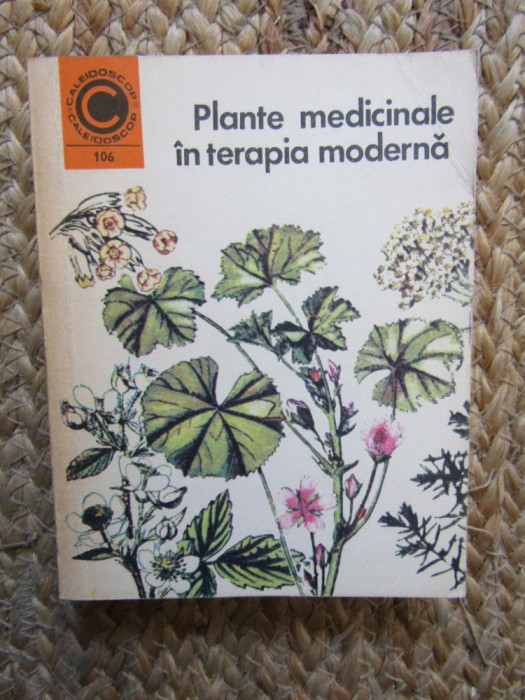 CALEIDOSCOP
C
CALEIDOSCOP
106
Plante medicinale
în terapia modernă